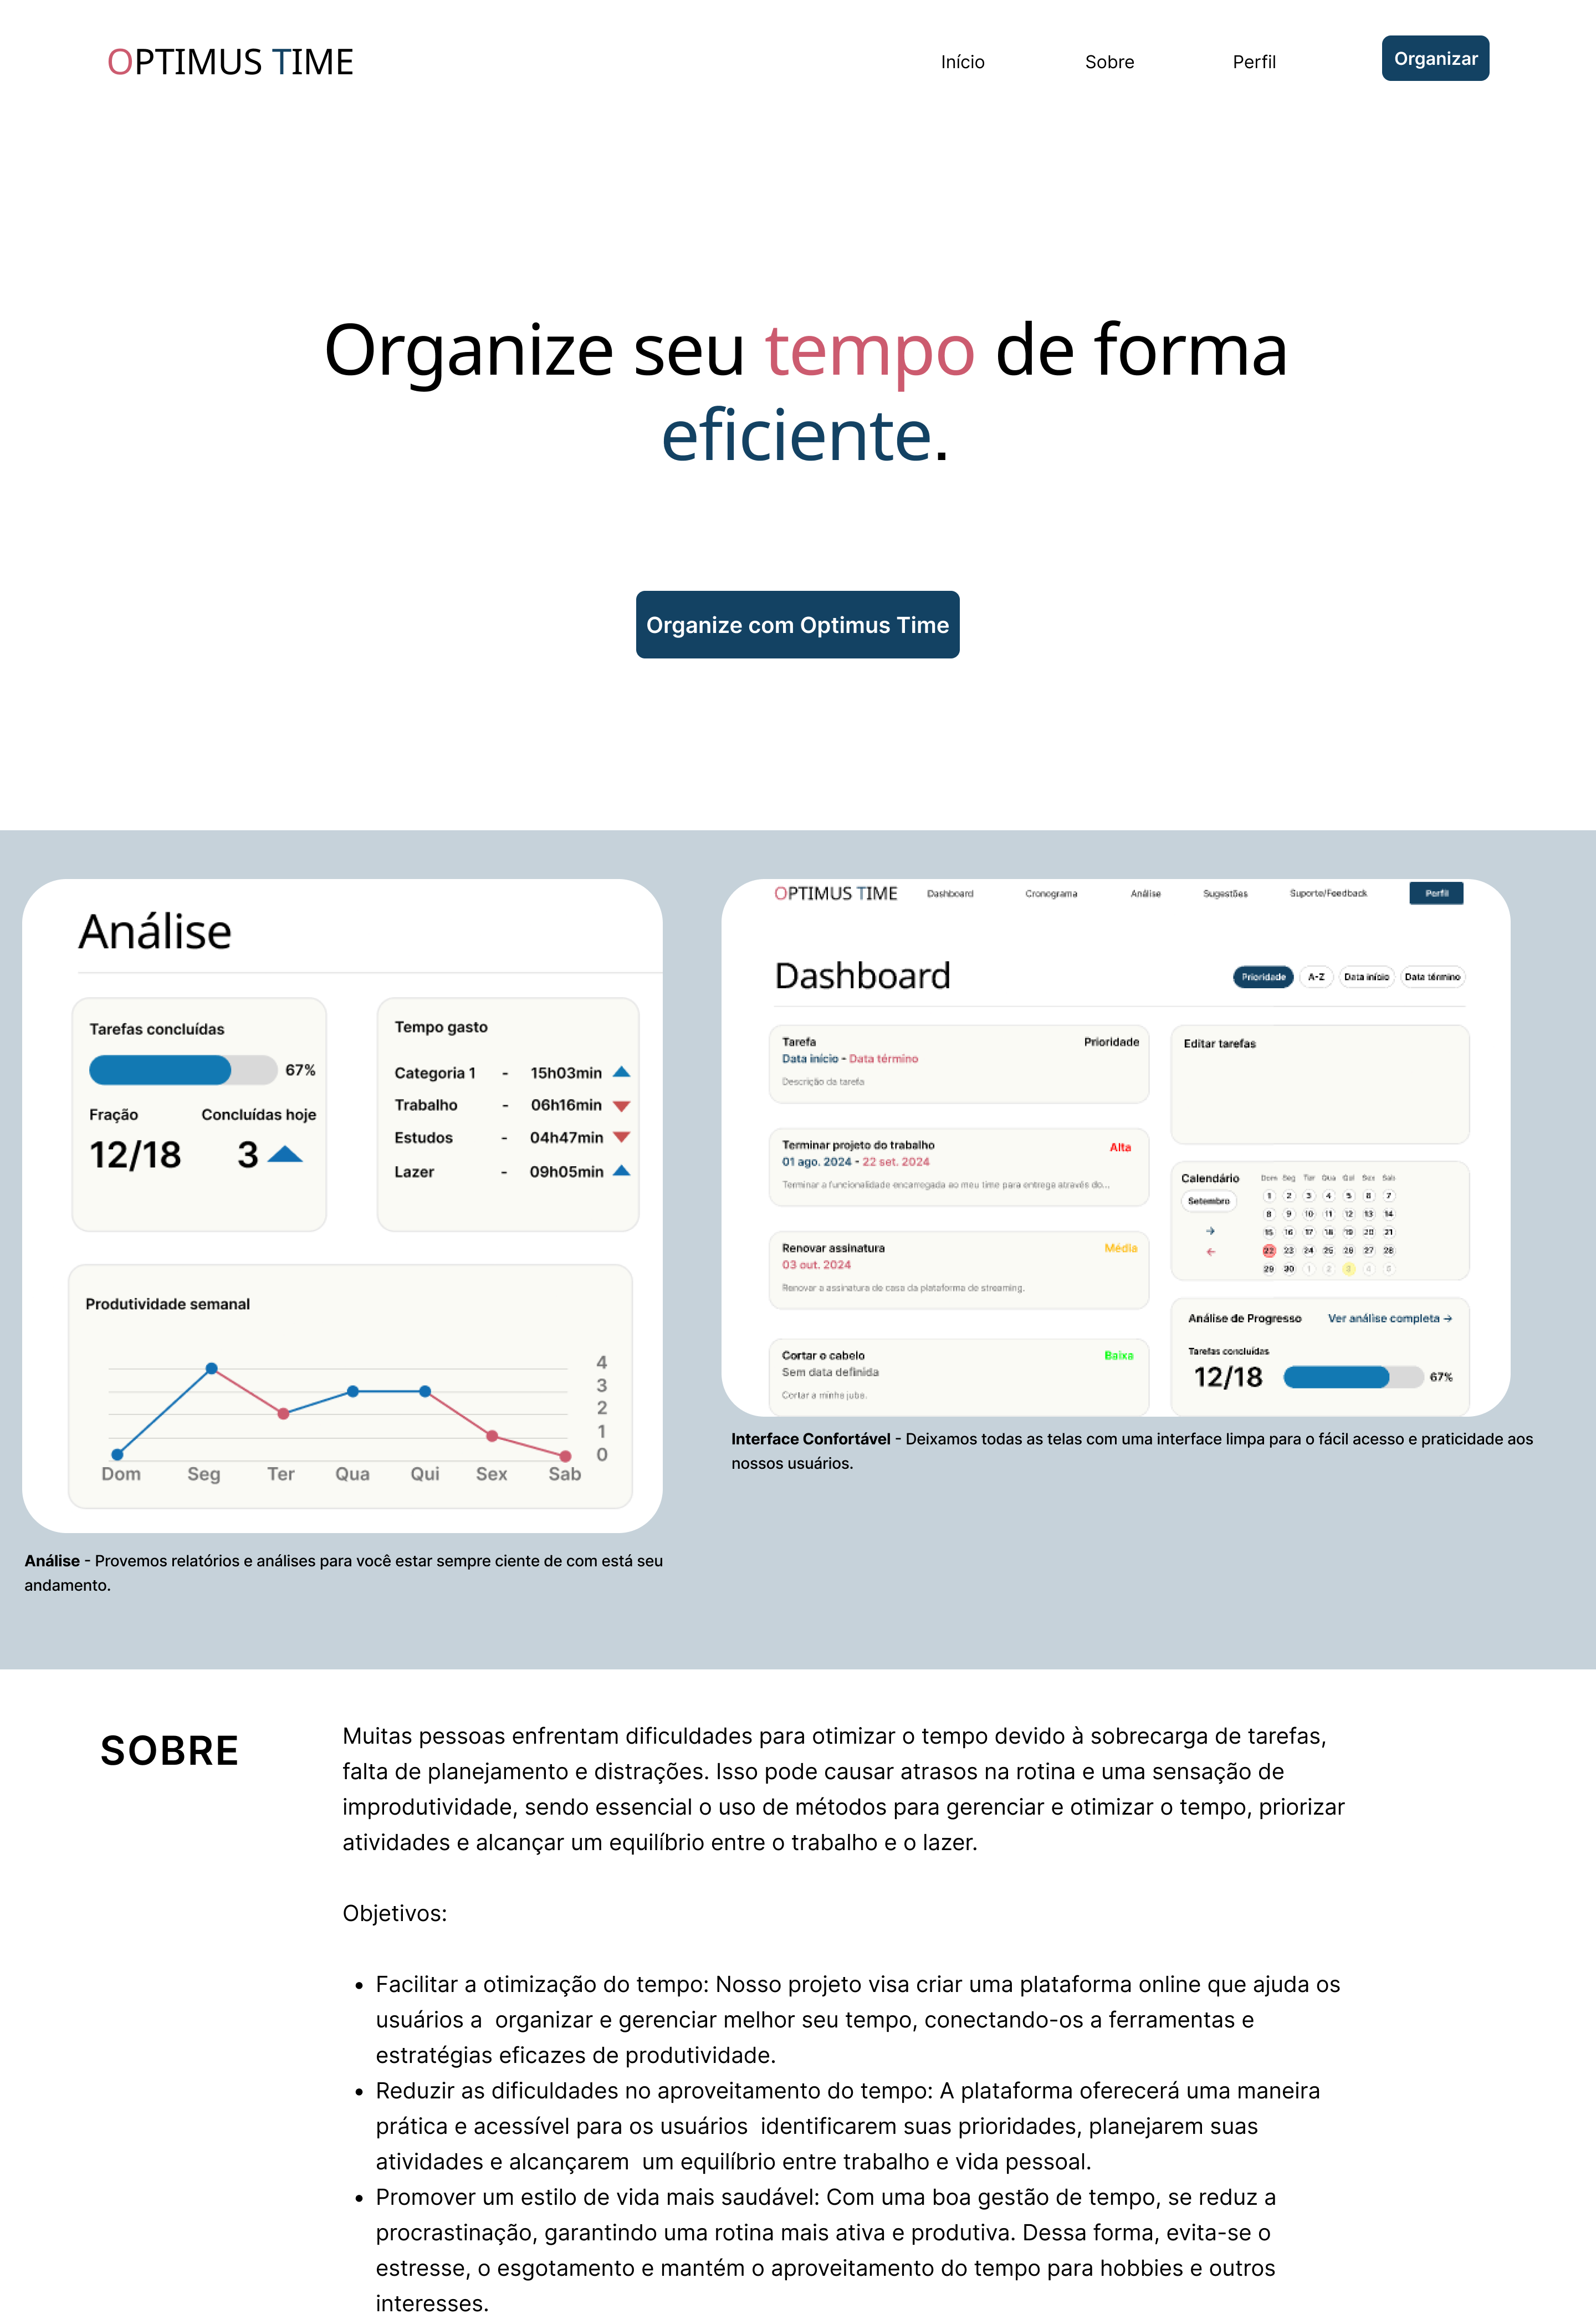 OPTIMUS TIME
Início Sobre Perfil Organizar
Organize seu tempo de forma
eficiente.
Organize com Optimus Time
Análise
Tarefas concluídas
67%
Fração Concluídas hoje
12/18 3
Tempo gasto
Categoria 1 - 15h03min
Trabalho - 06h16min
Estudos - 04h47min
Lazer - 09h05min
Produtividade semanal
4
3
2
1
0
Dom Seg Ter Qua Qui Sex Sab
Análise - Provemos relatórios e análises para você estar sempre ciente de com está seu
andamento.
OPTIMUS TIME Dashboard Cronograma Análise Sugestões Suporte/Feedback Perfil
Dashboard
Prioridade A-Z Data início Data término
Tarefa Prioridade
Data início - Data término
Descrição da tarefa
Terminar projeto do trabalho Alta
01 ago. 2024 - 22 set. 2024
Terminar a funcionalidade encarregada ao meu time para entrega através do...
Renovar assinatura Média
03 out. 2024
Renovar a assinatura de casa da plataforma de streaming.
Cortar o cabelo Baixa
Sem data definida
Cortar a minha juba.
Editar tarefas
Calendário
Setembro
→
←
Dom Seg Ter Qua Qui Sex Sab
1 2 3 4 5 6 7
8 9 10 11 12 13 14
15 16 17 18 19 20 21
22 23 24 25 26 27 28
29 30 1 2 3 4 5
Análise de Progresso Ver análise completa →
Tarefas concluídas
12/18 67%
Interface Confortável - Deixamos todas as telas com uma interface limpa para o fácil acesso e praticidade aos
nossos usuários.
SOBRE
Muitas pessoas enfrentam dificuldades para otimizar o tempo devido à sobrecarga de tarefas,
falta de planejamento e distrações. Isso pode causar atrasos na rotina e uma sensação de
improdutividade, sendo essencial o uso de métodos para gerenciar e otimizar o tempo, priorizar
atividades e alcançar um equilíbrio entre o trabalho e o lazer.
Objetivos:
• Facilitar a otimização do tempo: Nosso projeto visa criar uma plataforma online que ajuda os
usuários a  organizar e gerenciar melhor seu tempo, conectando-os a ferramentas e
estratégias eficazes de produtividade.
• Reduzir as dificuldades no aproveitamento do tempo: A plataforma oferecerá uma maneira
prática e acessível para os usuários  identificarem suas prioridades, planejarem suas
atividades e alcançarem  um equilíbrio entre trabalho e vida pessoal.
• Promover um estilo de vida mais saudável: Com uma boa gestão de tempo, se reduz a
procrastinação, garantindo uma rotina mais ativa e produtiva. Dessa forma, evita-se o
estresse, o esgotamento e mantém o aproveitamento do tempo para hobbies e outros
interesses.